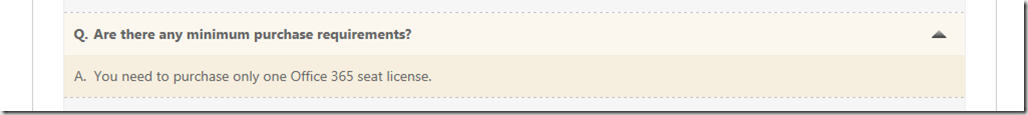 Q. Are there any minimum purchase requirements?
A. You need to purchase only one Office 365 seat license.